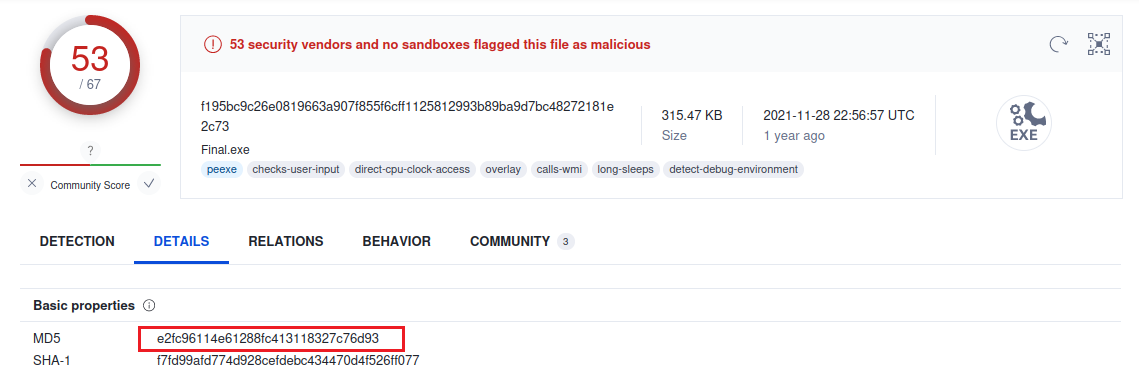 53
/ 67
?
Community Score
53 security vendors and no sandboxes flagged this file as malicious
f195bc9c26e0819663a907f855f6cff1125812993b89ba9d7bc48272181e
2c73
Final.exe
peexe checks-user-input direct-cpu-clock-access overlay calls-wmi long-sleeps detect-debug-environment
315.47 KB
Size
2021-11-28 22:56:57 UTC
1 year ago
EXE
DETECTION DETAILS RELATIONS BEHAVIOR COMMUNITY 3
Basic properties
MD5 e2fc96114e61288fc413118327c76d93
SHA-1 f7fd99afd774d928cefdebc434470d4f526ff077